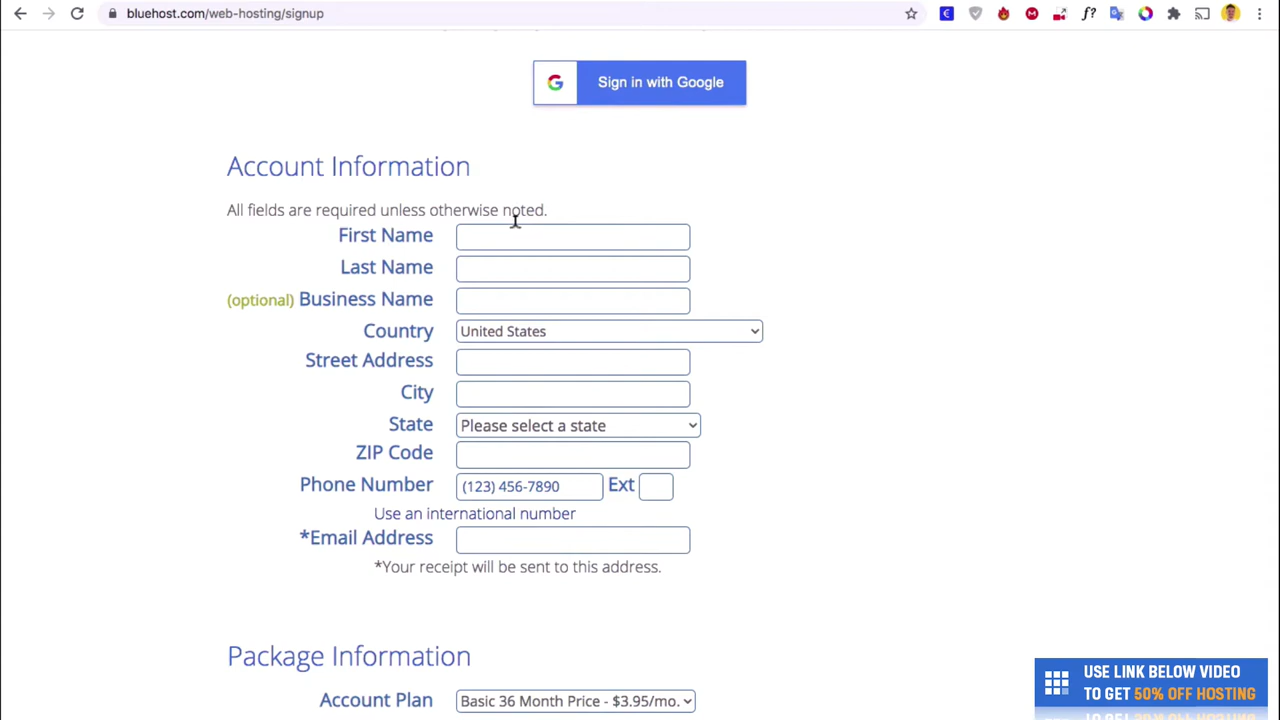 bluehost.com/web-hosting/signup
Sign in with Google
Account Information
All fields are required unless otherwise noted.
First Name
Last Name
(optional) Business Name
Country United States
Street Address
City
State Please select a state
ZIP Code
Phone Number (123) 456-7890 Ext
Use an international number
*Email Address
*Your receipt will be sent to this address.
Package Information
Account Plan Basic 36 Month Price - $3.95/mo.
USE LINK BELOW VIDEO
TO GET 50% OFF HOSTING